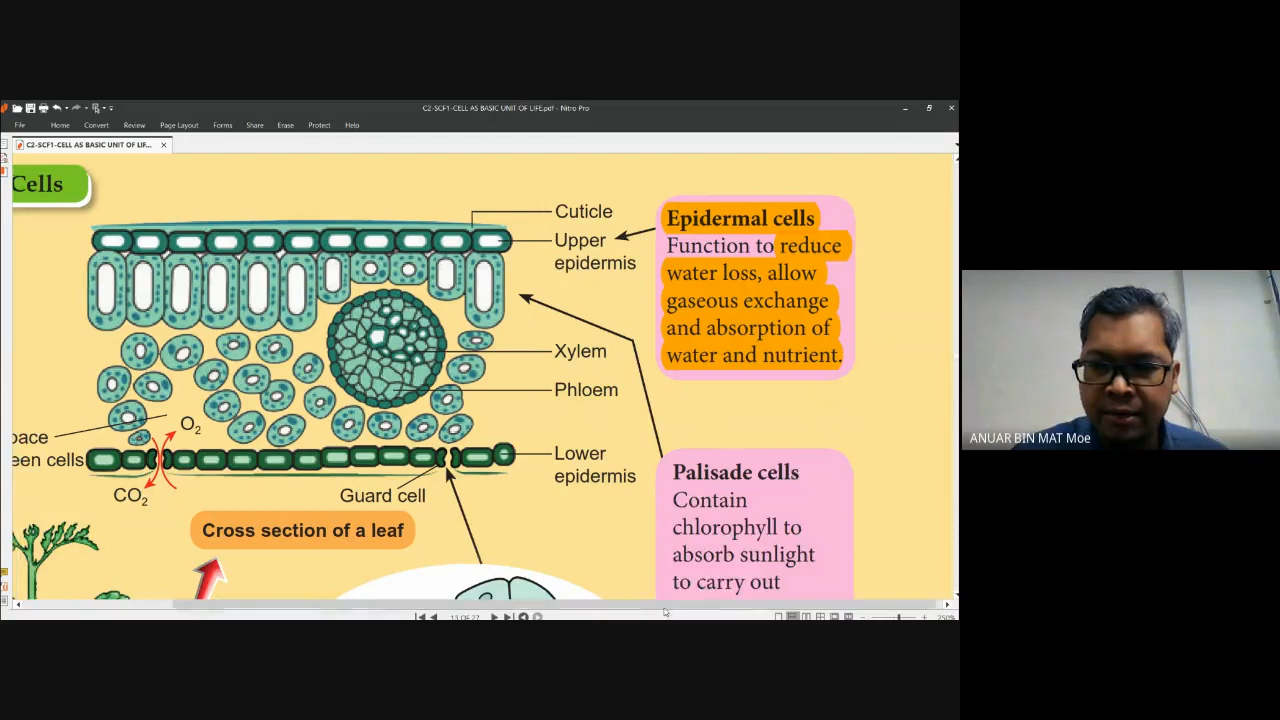 C2-SCF1-CELL AS BASIC UNIT OF LIFE.pdf - Nitro Pro
File Home Convert Review Page Layout Forms Share Erase Protect Help
C2-SCF1-CELL AS BASIC UNIT OF LIF...
Cells
Cuticle
Upper
epidermis
Xylem
Phloem
O2
pace
een cells
CO2
Guard cell
Lower
epidermis
Cross section of a leaf
Epidermal cells
Function to reduce
water loss, allow
gaseous exchange
and absorption of
water and nutrient.
Palisade cells
Contain
chlorophyll to
absorb sunlight
to carry out
13 OF 27
250%
ANUAR BIN MAT Moe